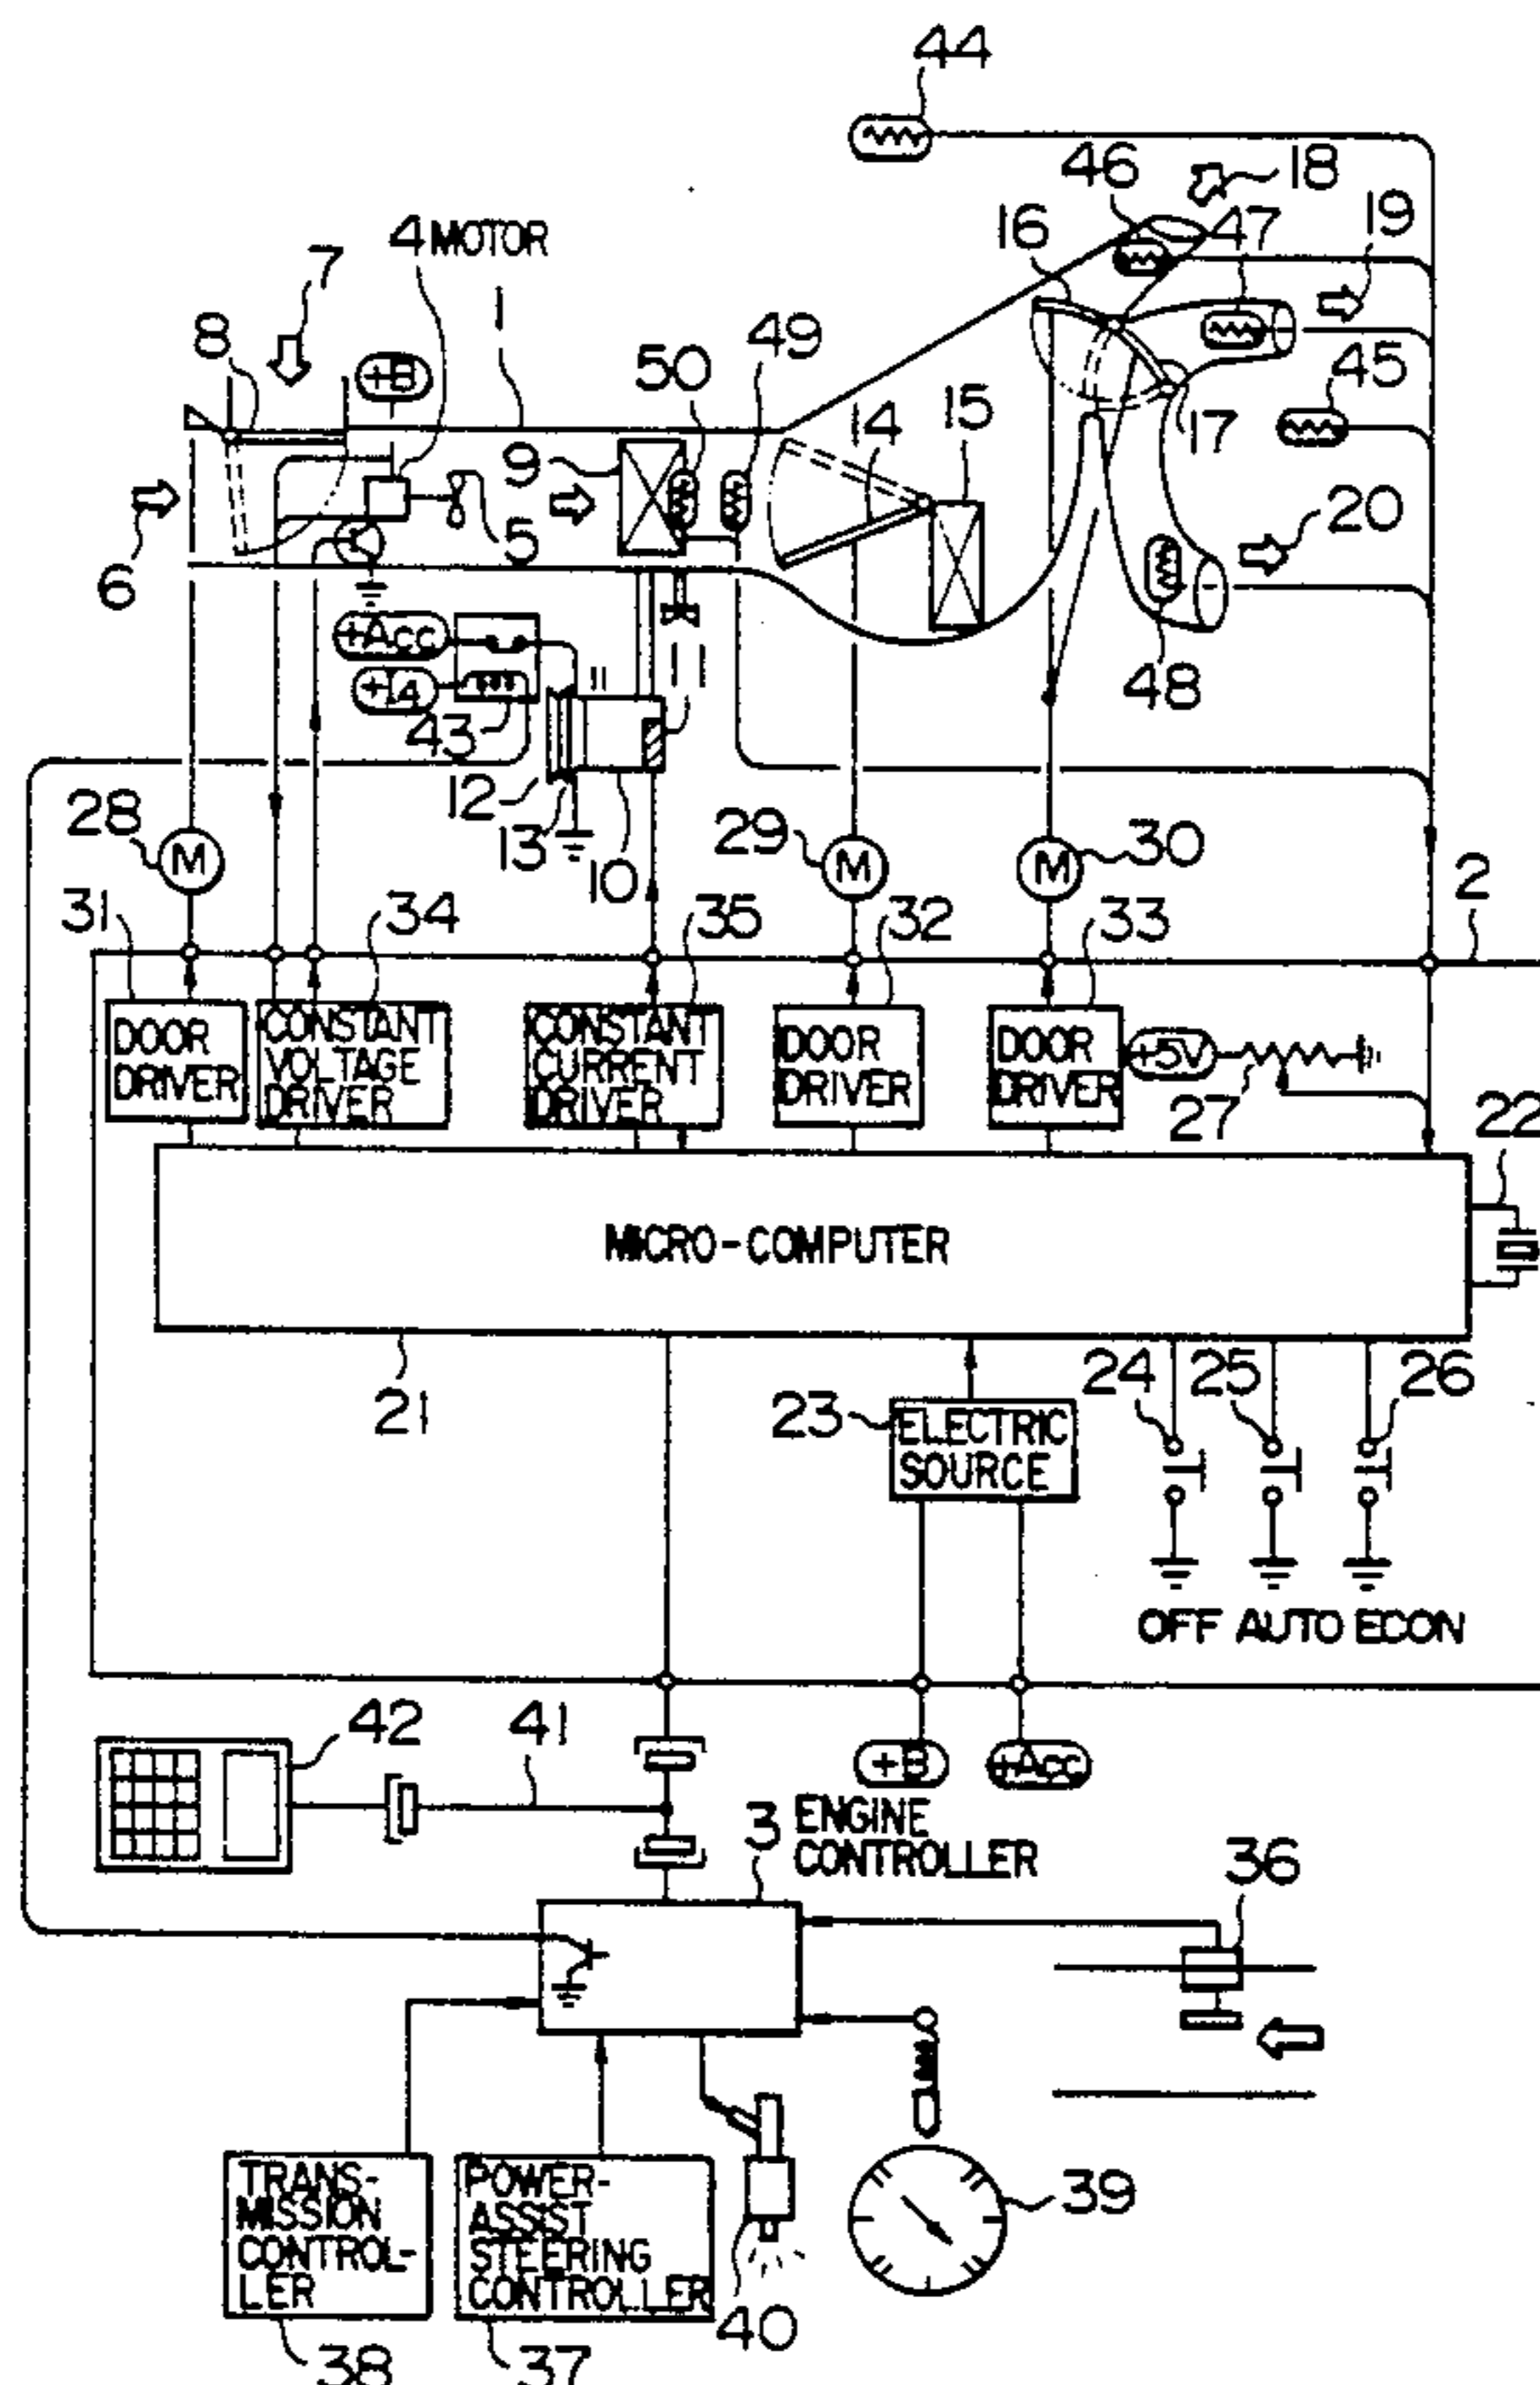 44
46
18
16
47
19
4 MOTOR
7
1
8
+B
50
49
45
14
15
17
9
5
20
6
+Acc
+14
11
48
43
12
13
10
28
29
30
M
M
M
2
31
34
35
32
33
DOOR
DRIVER
CONSTANT
VOLTAGE
DRIVER
CONSTANT
CURRENT
DRIVER
DOOR
DRIVER
DOOR
DRIVER
+5V
27
22
MICRO-COMPUTER
21
23
ELECTRIC
SOURCE
24
25
26
OFF AUTO ECON
42
41
+B
+Acc
3
ENGINE
CONTROLLER
36
TRANS-
MISSION
CONTROL-
LER
POWER-
ASSIST
STEERING
CONTROLLER
39
40
38
37